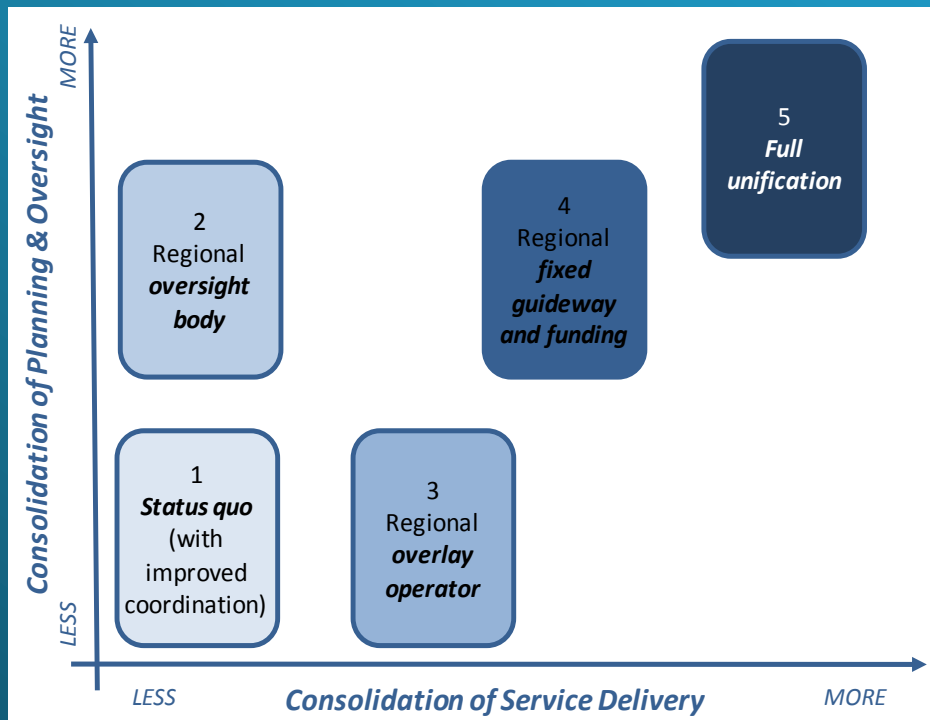 Consolidation of Planning & Oversight
MORE
LESS
5
Full
unification
2
Regional
oversight
body
4
Regional
fixed
guideway
and funding
1
Status quo
(with
improved
coordination)
3
Regional
overlay
operator
LESS
Consolidation of Service Delivery
MORE